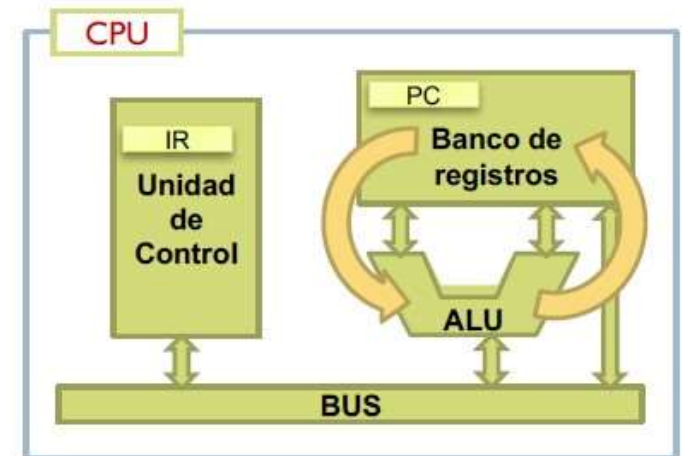 CPU
IR
Unidad
de
Control
PC
Banco de
registros
ALU
BUS